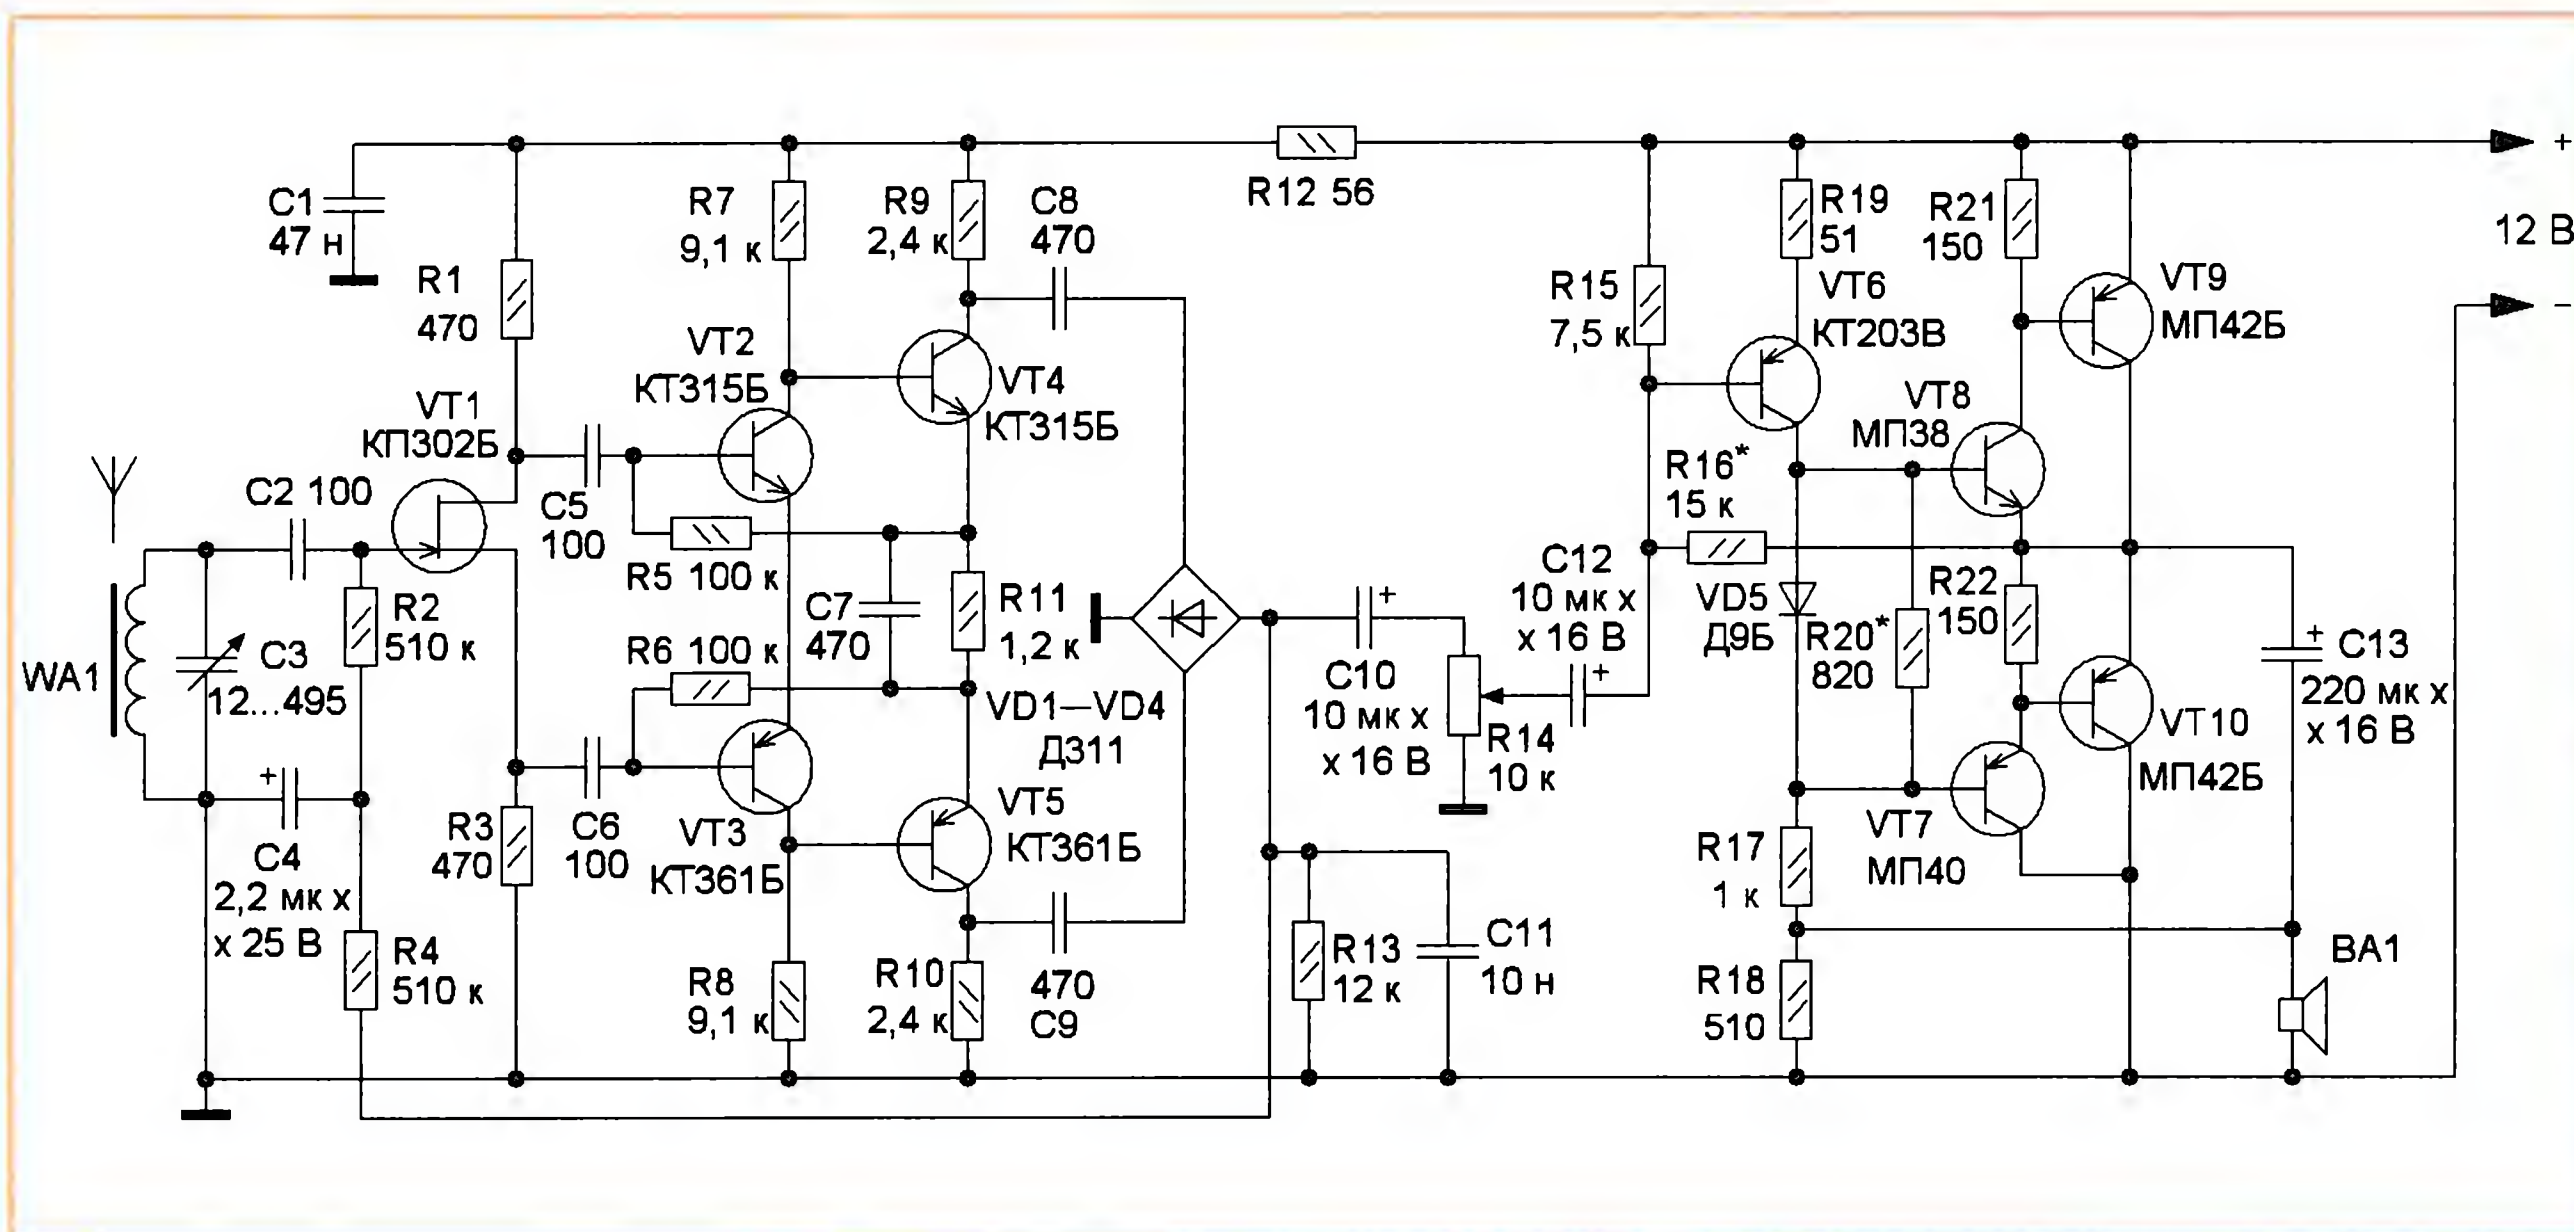 C1
47 н
R1
470
VT1
КП302Б
C2 100
WA1
C3
12...495
R2
510 к
C4
2,2 мк х
х 25 В
R4
510 к
R3
470
C5
100
C6
100
R7
9,1 к
VT2
КТ315Б
R5 100 к
R6 100 к
VT3
КТ361Б
R8
9,1 к
R9
2,4 к
C8
470
VT4
КТ315Б
C7
470
R11
1,2 к
VD1—VD4
Д311
VT5
КТ361Б
R10
2,4 к
470
C9
R12 56
C10
10 мк х
х 16 В
R13
12 к
C11
10 н
R14
10 к
C12
10 мк х
х 16 В
R15
7,5 к
R16*
15 к
R19
51
VT6
КТ203В
VD5
Д9Б
R20*
820
R17
1 к
R18
510
R21
150
VT8
МП38
R22
150
VT7
МП40
VT9
МП42Б
VT10
МП42Б
C13
220 мк х
х 16 В
BA1
+
12 В
–